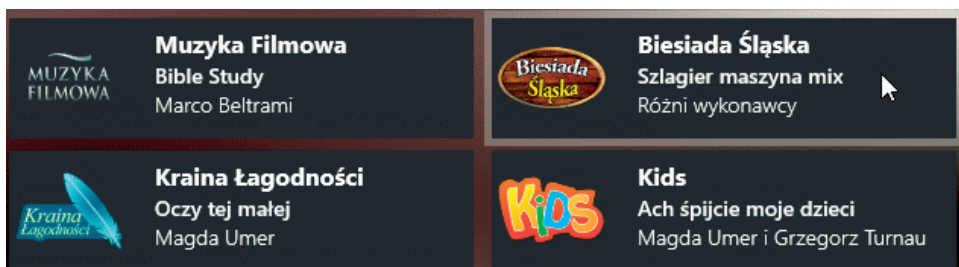 MUZYKA
FILMOWA
Muzyka Filmowa
Bible Study
Marco Beltrami
Biesiada
Śląska
Biesiada Śląska
Szlagier maszyna mix
Różni wykonawcy
Kraina
Łagodności
Kraina Łagodności
Oczy tej małej
Magda Umer
KiDS
Kids
Ach śpijcie moje dzieci
Magda Umer i Grzegorz Turnau